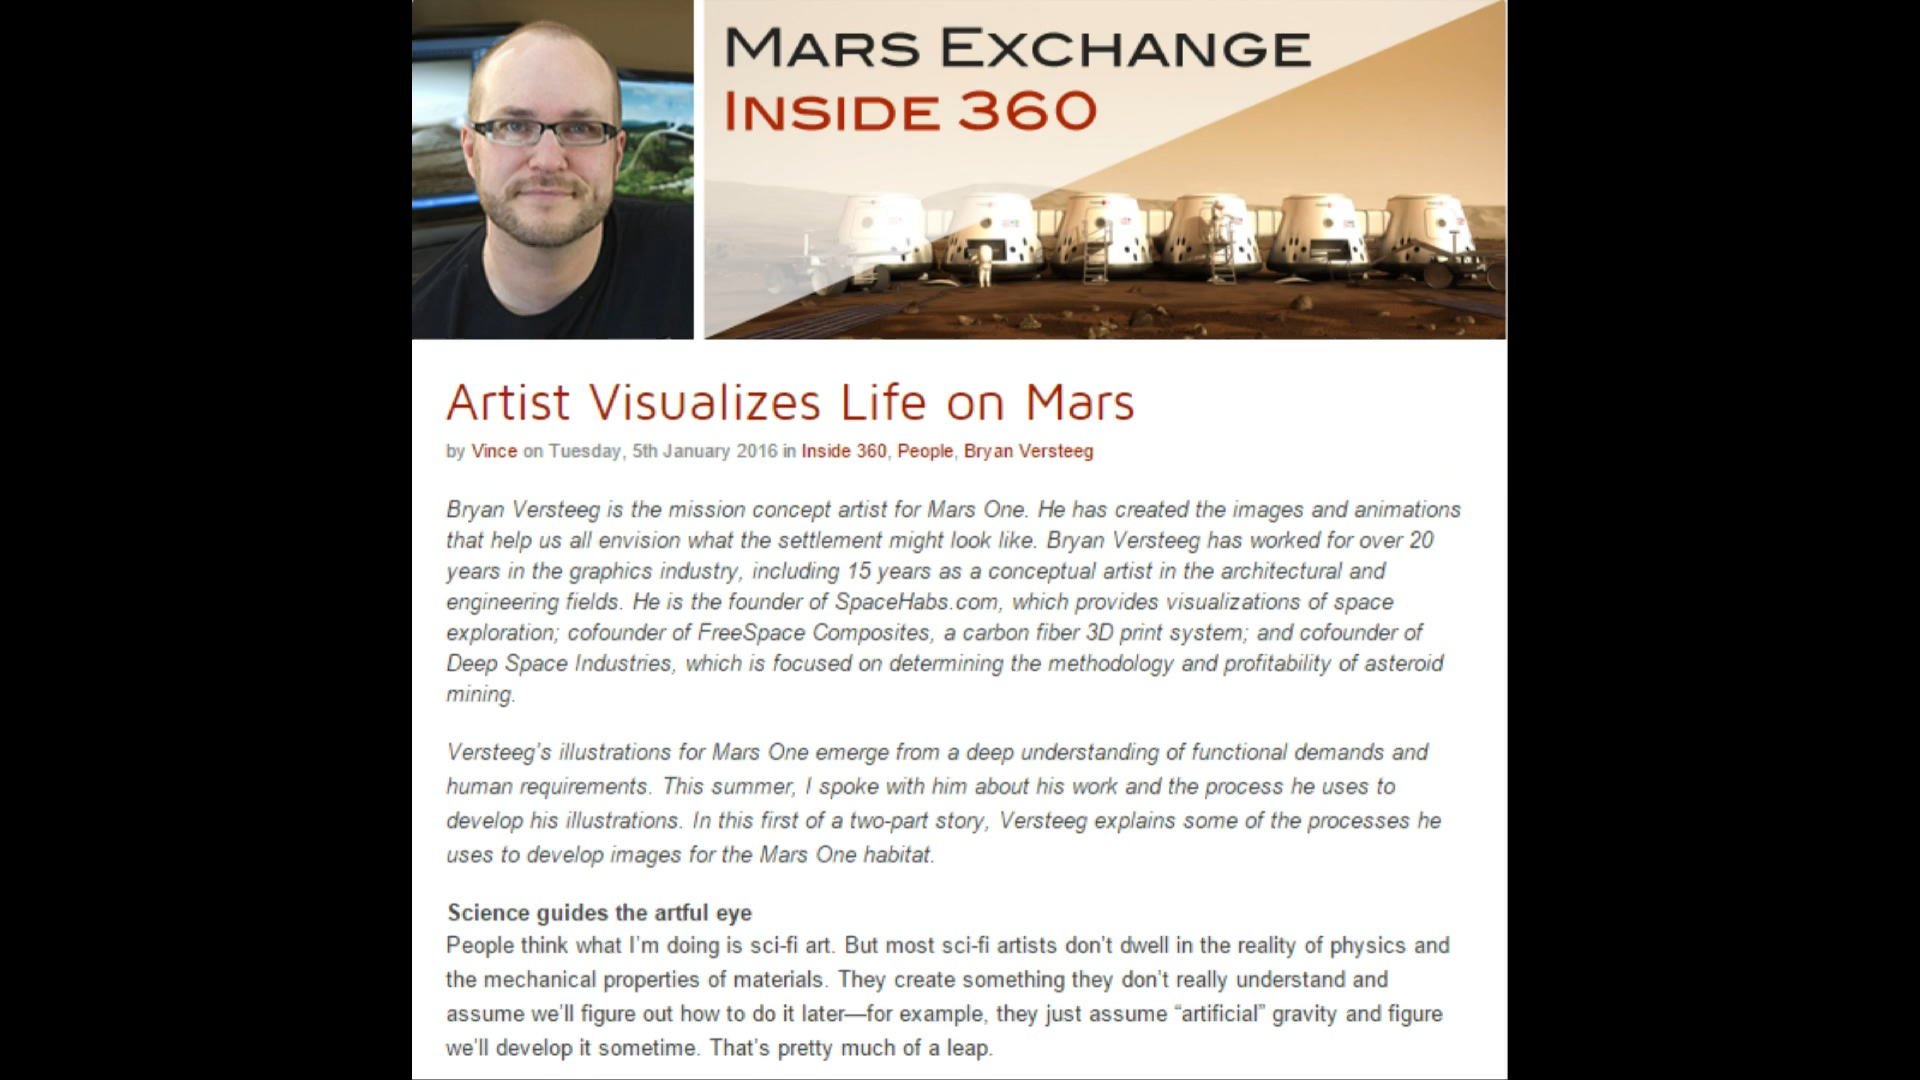 MARS EXCHANGE
INSIDE 360
Artist Visualizes Life on Mars
by Vince on Tuesday, 5th January 2016 in Inside 360, People, Bryan Versteeg
Bryan Versteeg is the mission concept artist for Mars One. He has created the images and animations
that help us all envision what the settlement might look like. Bryan Versteeg has worked for over 20
years in the graphics industry, including 15 years as a conceptual artist in the architectural and
engineering fields. He is the founder of SpaceHabs.com, which provides visualizations of space
exploration; cofounder of FreeSpace Composites, a carbon fiber 3D print system; and cofounder of
Deep Space Industries, which is focused on determining the methodology and profitability of asteroid
mining.
Versteeg's illustrations for Mars One emerge from a deep understanding of functional demands and
human requirements. This summer, I spoke with him about his work and the process he uses to
develop his illustrations. In this first of a two-part story, Versteeg explains some of the processes he
uses to develop images for the Mars One habitat.
Science guides the artful eye
People think what I'm doing is sci-fi art. But most sci-fi artists don't dwell in the reality of physics and
the mechanical properties of materials. They create something they don't really understand and
assume we'll figure out how to do it later—for example, they just assume “artificial” gravity and figure
we'll develop it sometime. That's pretty much of a leap.